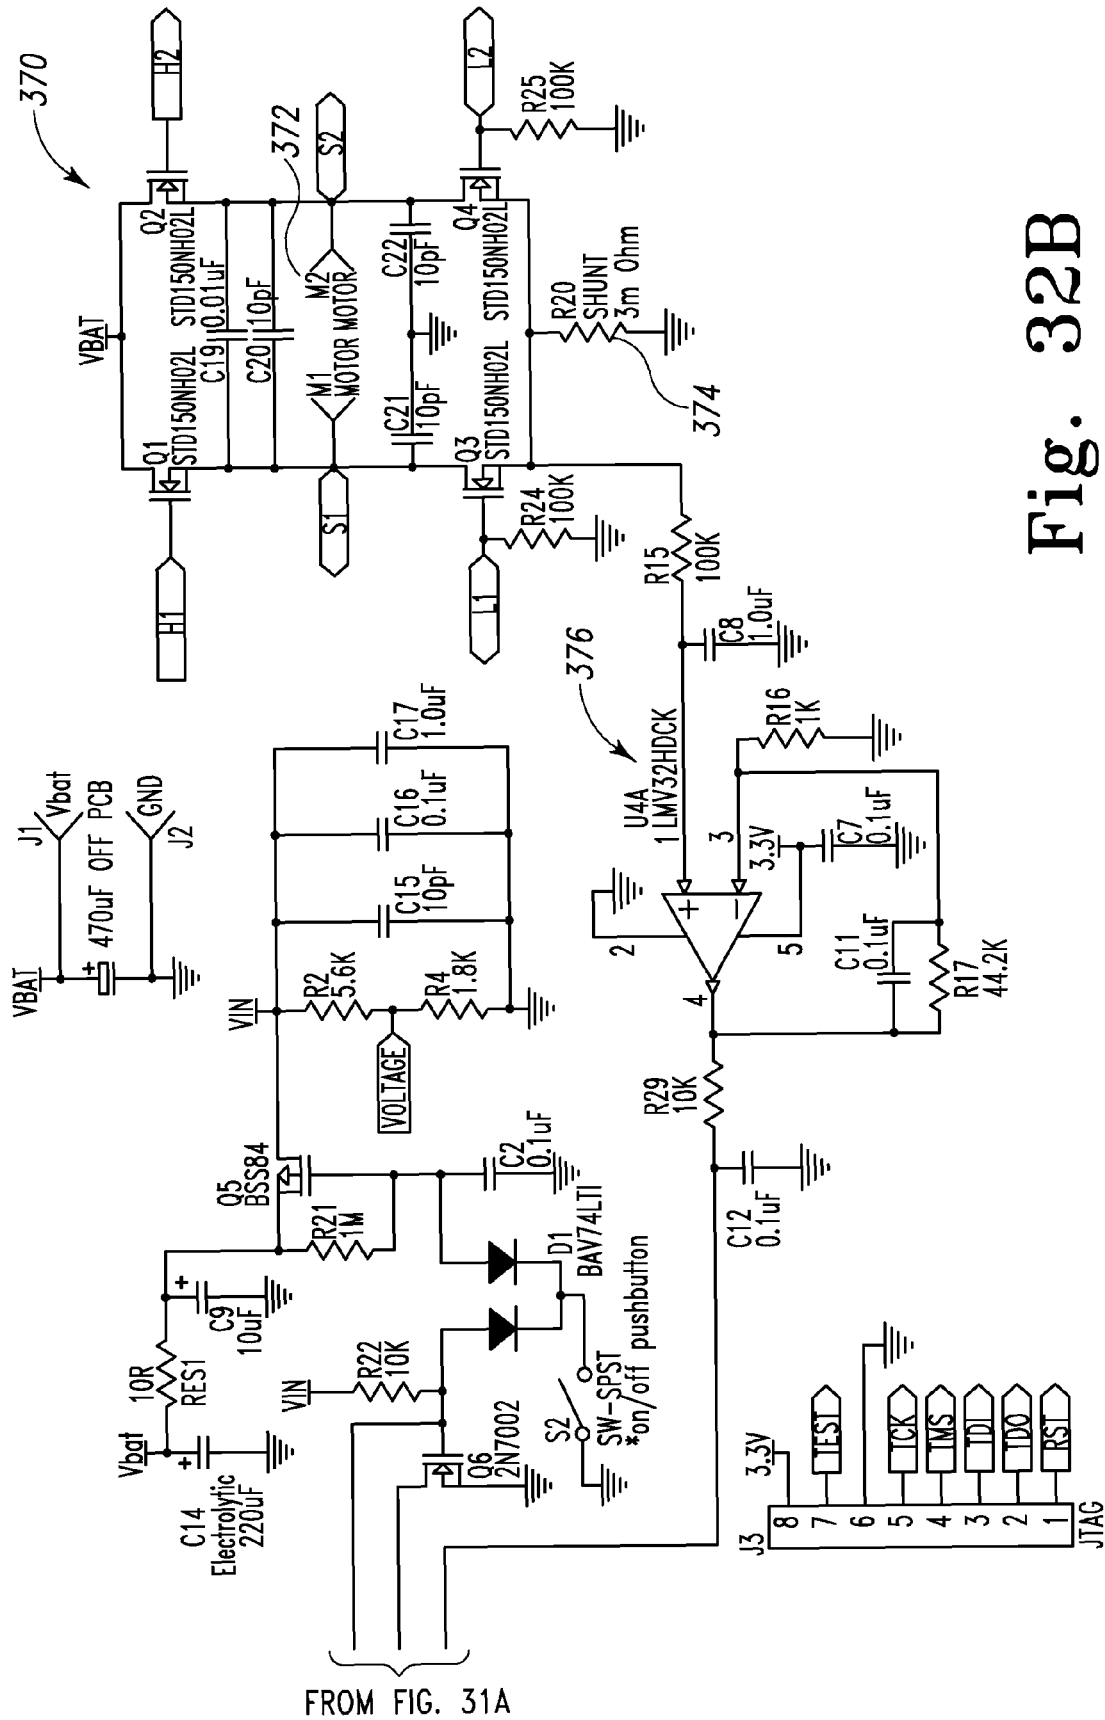 VBAT
J1
Vbat
470uF OFF PCB
+
GND
J2
370
H1
H2
VBAT
Q1
STD150NH02L
Q2
STD150NH02L
C19
0.01uF
C20
10pF
S1
S2
M1
MOTOR
M2
MOTOR
372
C21
10pF
C22
10pF
L1
L2
Q3
STD150NH02L
Q4
STD150NH02L
R24
100K
R25
100K
R20
SHUNT
3m Ohm
374
R15
100K
Vbat
+
C14
Electrolytic
220uF
10R
RES1
+
C9
10uF
Q5
BSS84
R21
1M
VIN
R2
5.6K
R4
1.8K
VOLTAGE
C15
10pF
C16
0.1uF
C17
1.0uF
C2
0.1uF
VIN
R22
10K
Q6
2N7002
D1
BAV74LTI
S2
SW-SPST
*on/off pushbutton
FROM FIG. 31A
376
U4A
LMV32HDCK
1
2
3
4
5
+
−
3.3V
C8
1.0uF
R16
1K
C7
0.1uF
C11
0.1uF
R17
44.2K
R29
10K
C12
0.1uF
J3
3.3V
8
7
6
5
4
3
2
1
TEST
TCK
TMS
TDI
TDO
RST
JTAG
Fig. 32B